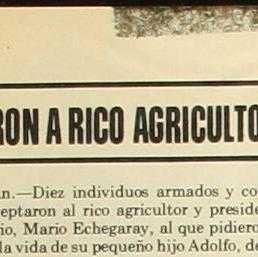 RON A RICO AGRICULTO
n.—Diez individuos armados y co
eptaron al rico agricultor y preside
io, Mario Echegaray, al que pidiero
la vida de su pequeño hijo Adolfo, de